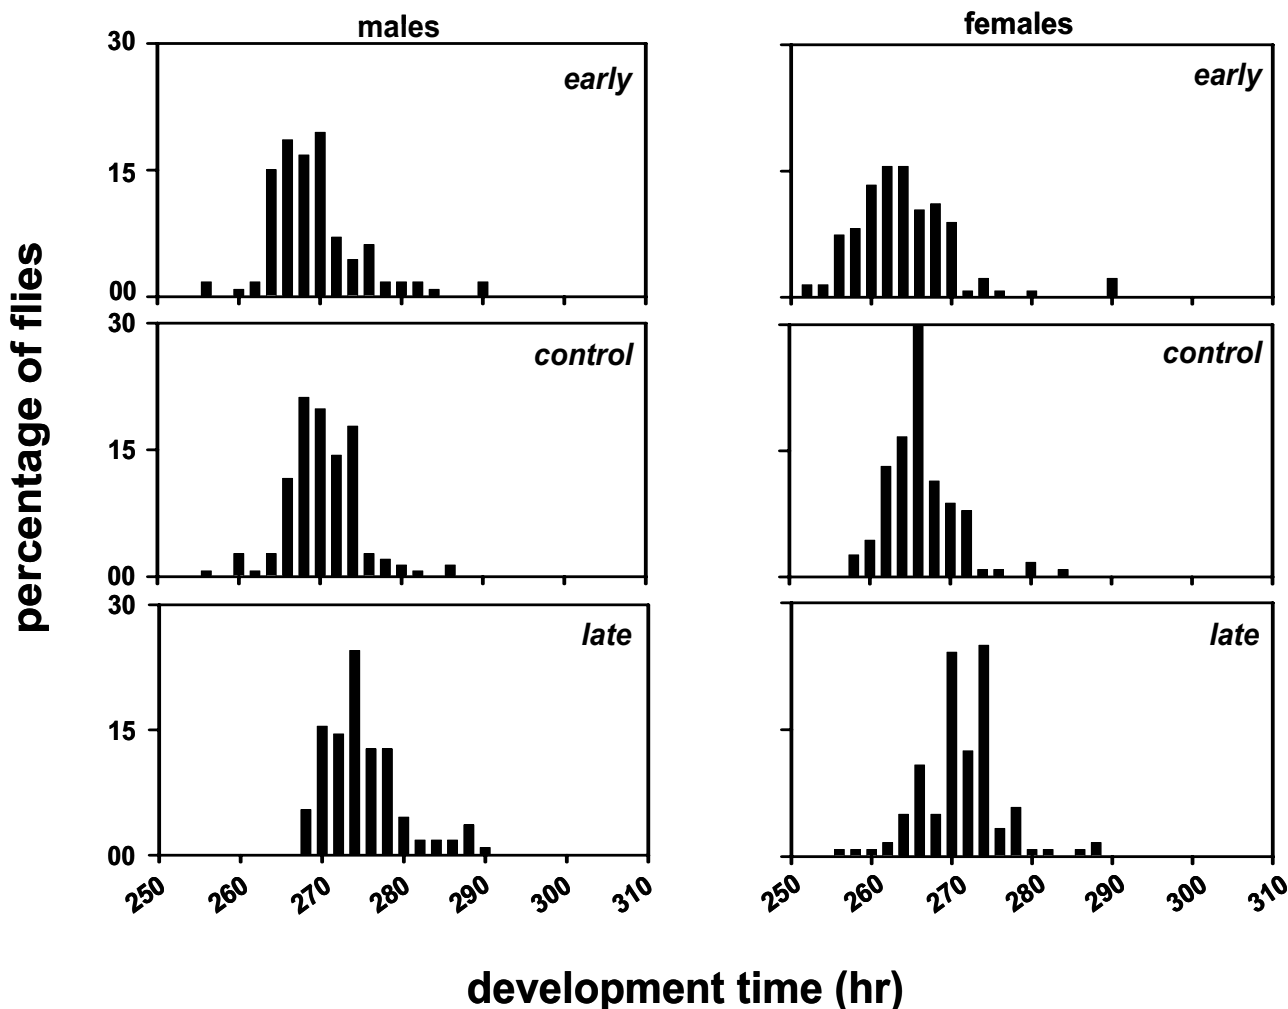 males
females
30
early
15
00
early
30
control
15
00
control
30
late
15
00
late
250 260 270 280 290 300 310
250 260 270 280 290 300 310
percentage of flies
development time (hr)